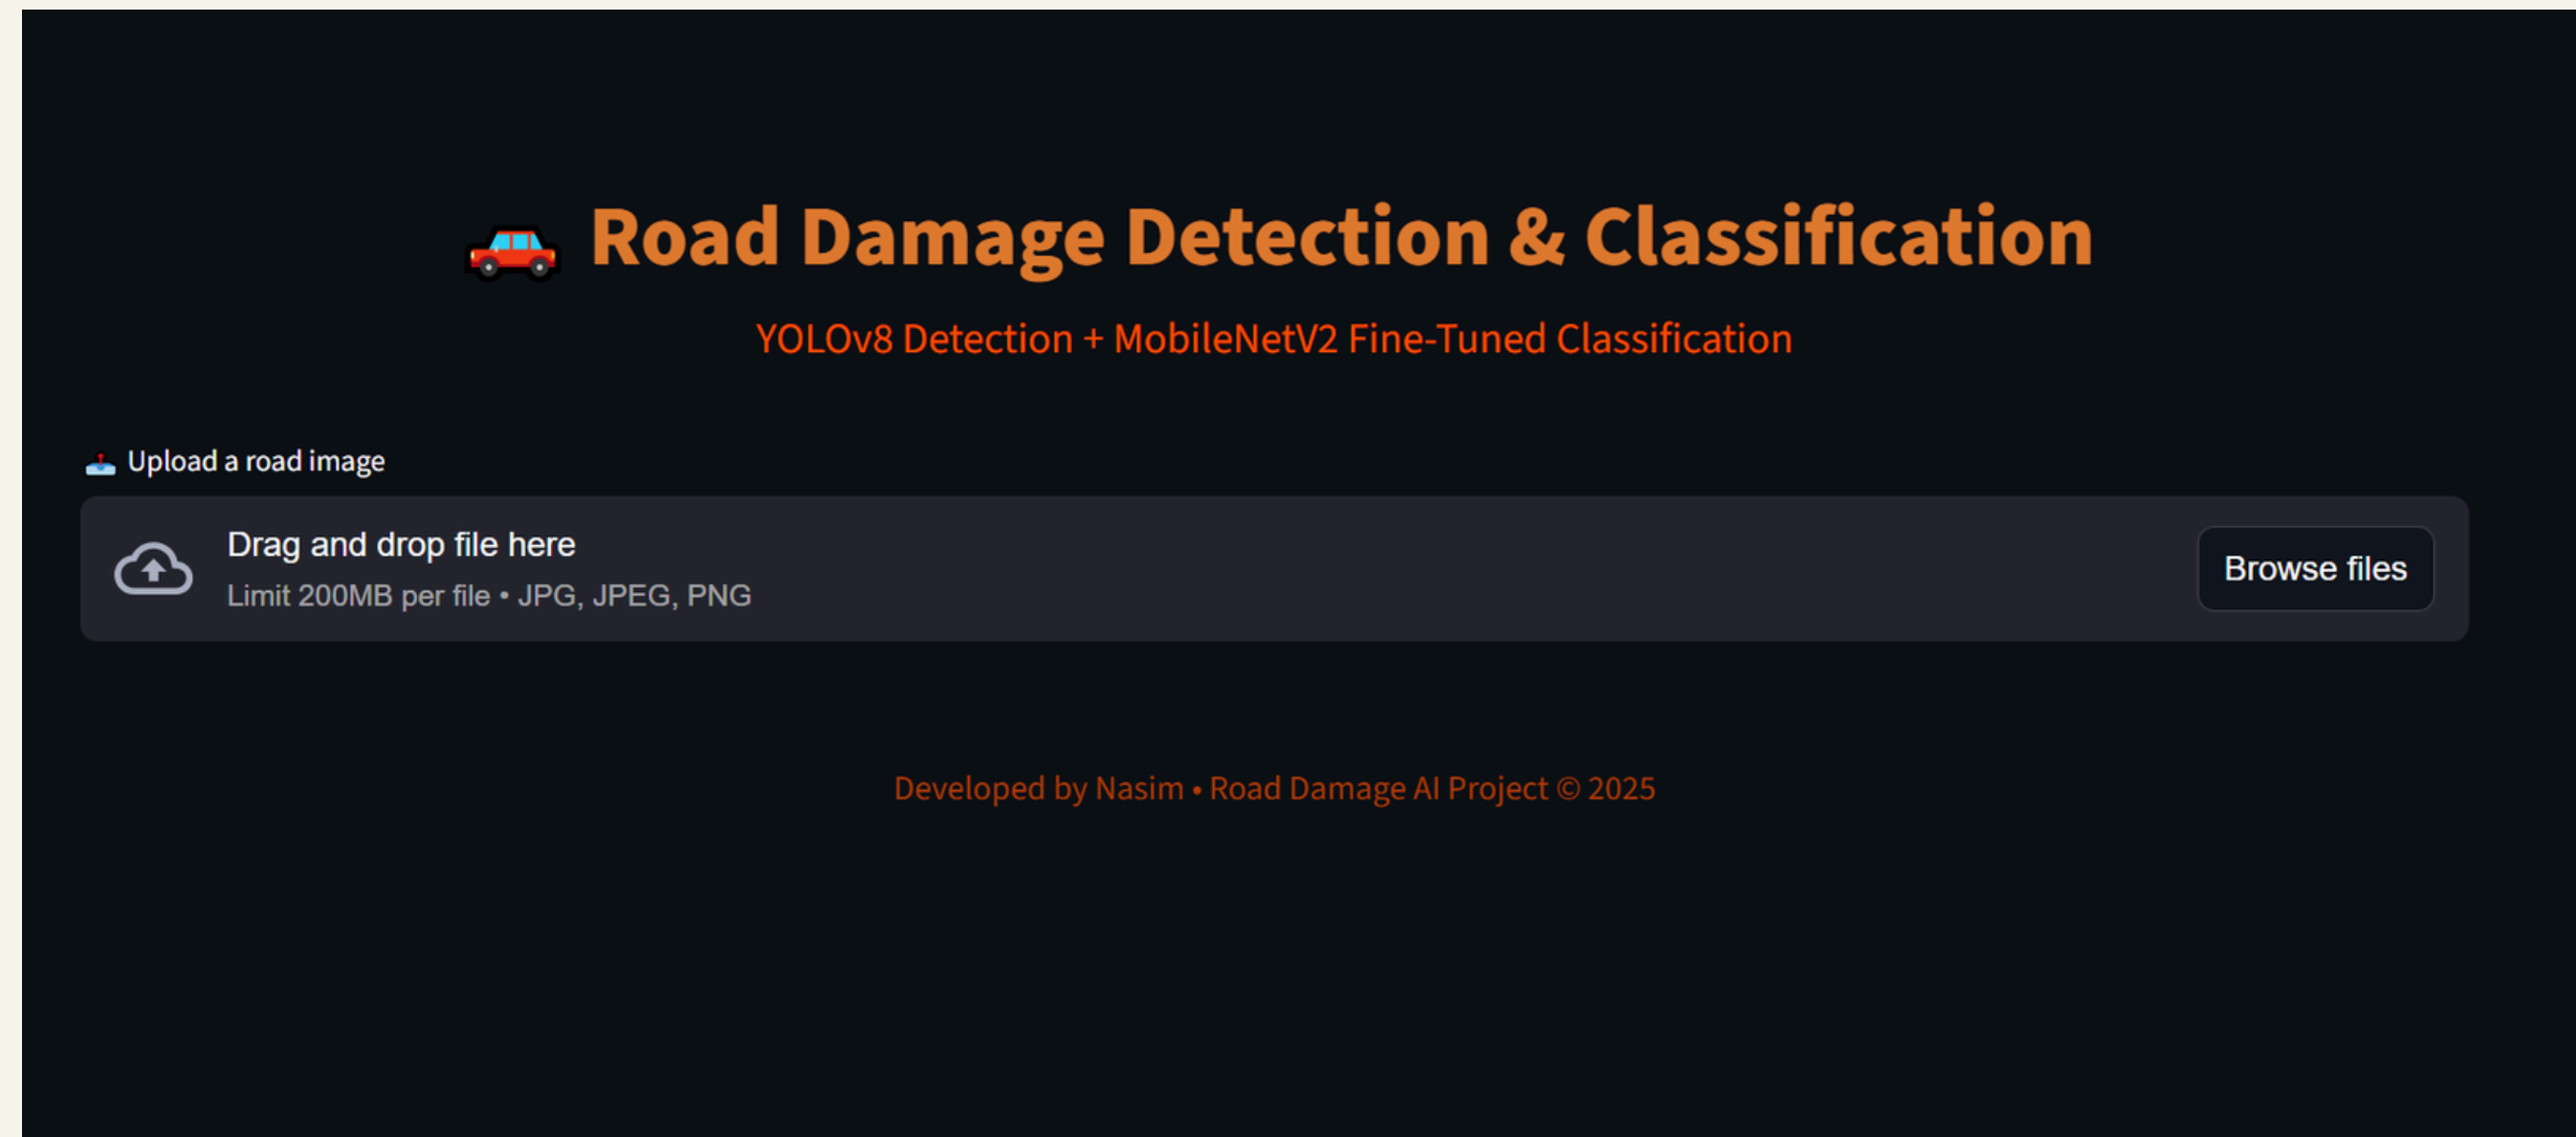 🚗 Road Damage Detection & Classification
YOLOv8 Detection + MobileNetV2 Fine-Tuned Classification
📤 Upload a road image
Drag and drop file here
Limit 200MB per file • JPG, JPEG, PNG
Browse files
Developed by Nasim • Road Damage AI Project © 2025